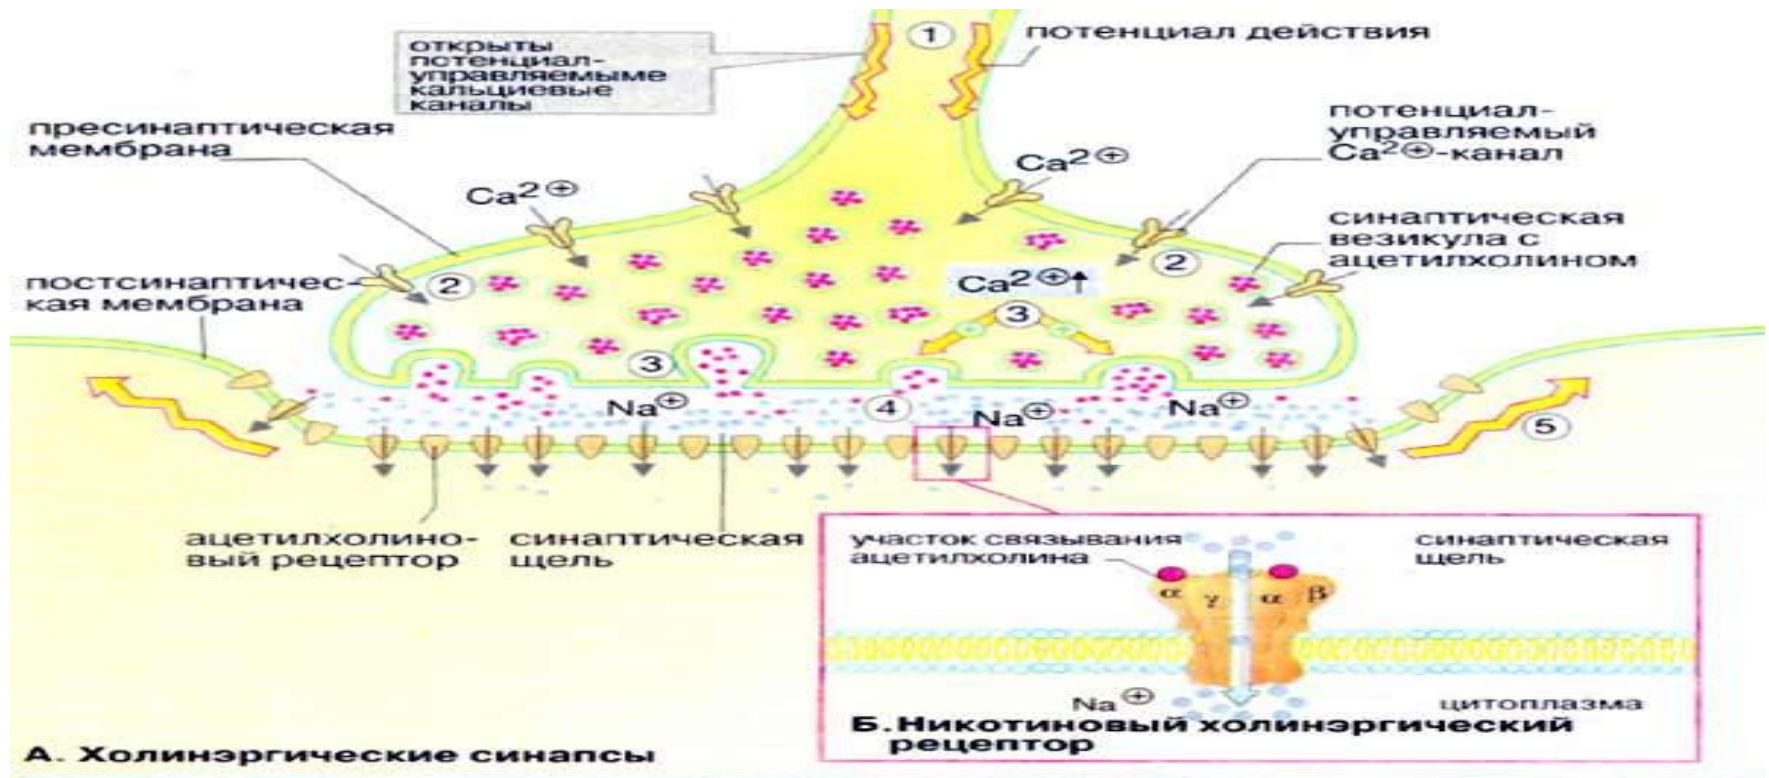 открыты
потенциал-
управляемыме
кальциевые
каналы
1
потенциал действия
пресинаптическая
мембрана
потенциал-
управляемый
Ca2⊕-канал
Ca2⊕
Ca2⊕
синаптическая
везикула с
ацетилхолином
постсинаптичес-
кая мембрана
2
2
Ca2⊕↑
3
3
Na⊕
4
Na⊕
Na⊕
5
ацетилхолино-
вый рецептор
синаптическая
щель
участок связывания
ацетилхолина
синаптическая
щель
α γ α β
Na⊕
цитоплазма
Б.Никотиновый холинэргический
рецептор
А. Холинэргические синапсы